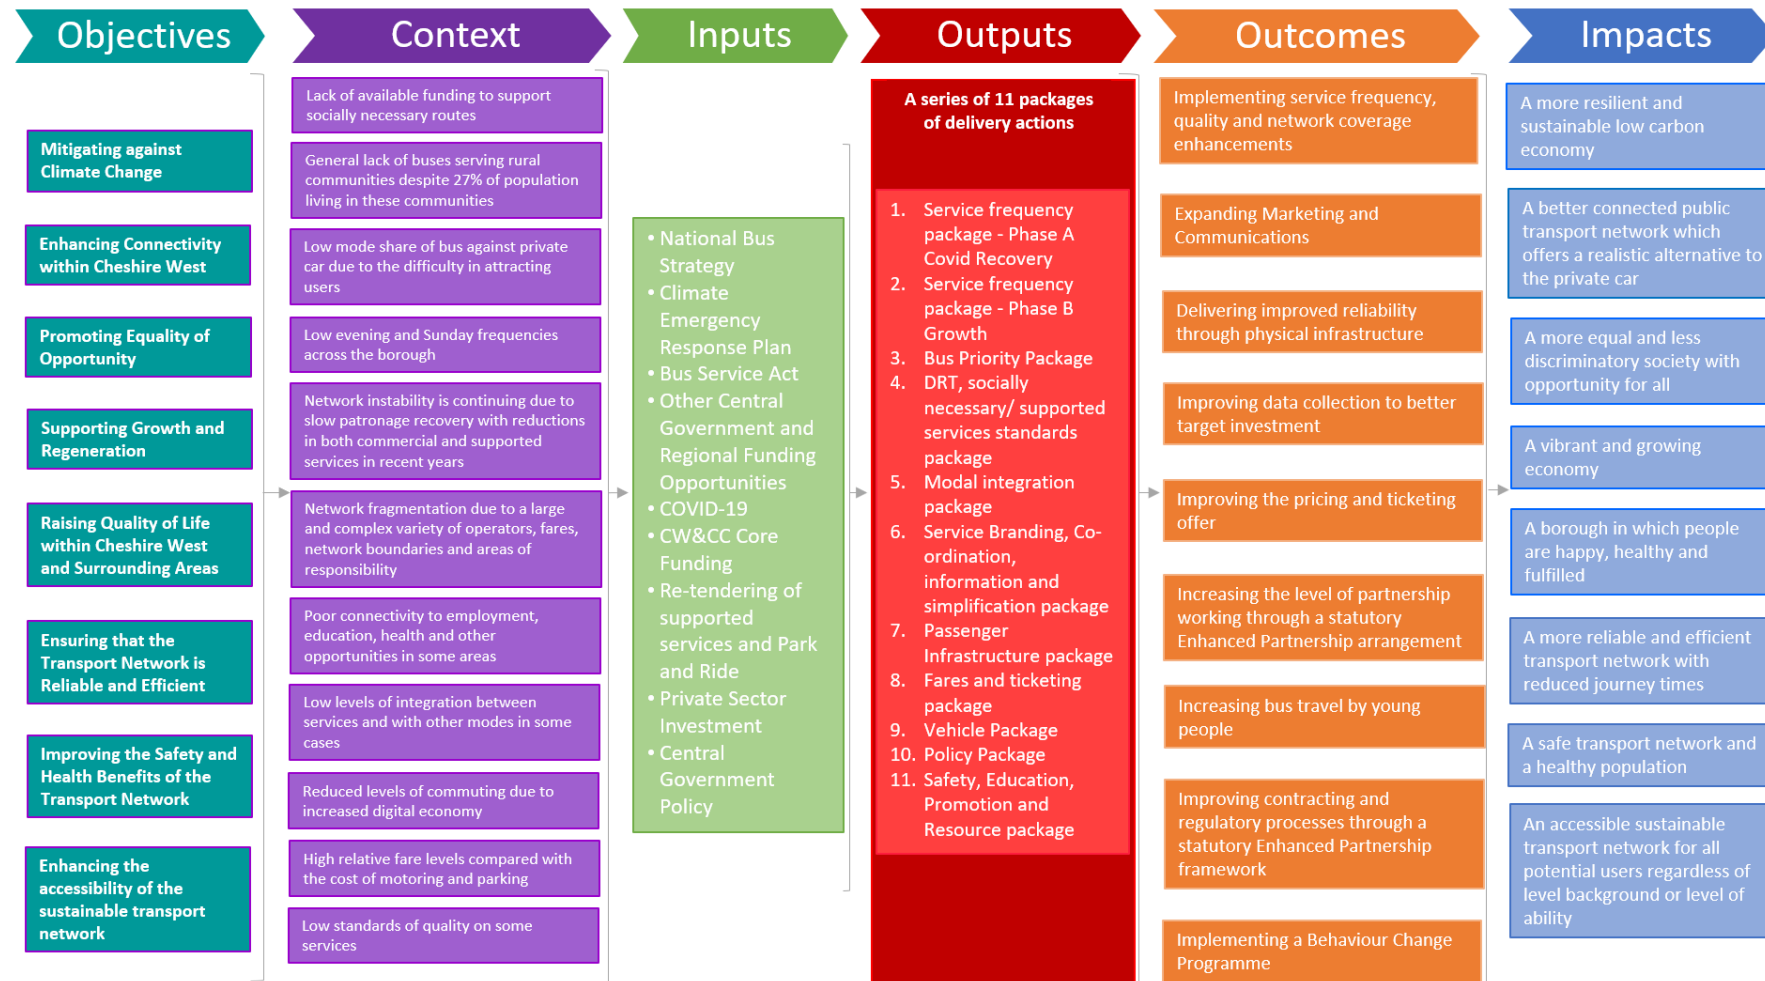 Objectives
Context
Inputs
Outputs
Outcomes
Impacts
Mitigating against
Climate Change
Enhancing Connectivity
within Cheshire West
Promoting Equality of
Opportunity
Supporting Growth and
Regeneration
Raising Quality of Life
within Cheshire West
and Surrounding Areas
Ensuring that the
Transport Network is
Reliable and Efficient
Improving the Safety and
Health Benefits of the
Transport Network
Enhancing the
accessibility of the
sustainable transport
network
Lack of available funding to support
socially necessary routes
General lack of buses serving rural
communities despite 27% of population
living in these communities
Low mode share of bus against private
car due to the difficulty in attracting
users
Low evening and Sunday frequencies
across the borough
Network instability is continuing due to
slow patronage recovery with reductions
in both commercial and supported
services in recent years
Network fragmentation due to a large
and complex variety of operators, fares,
network boundaries and areas of
responsibility
Poor connectivity to employment,
education, health and other
opportunities in some areas
Low levels of integration between
services and with other modes in some
cases
Reduced levels of commuting due to
increased digital economy
High relative fare levels compared with
the cost of motoring and parking
Low standards of quality on some
services
• National Bus
Strategy
• Climate
Emergency
Response Plan
• Bus Service Act
• Other Central
Government and
Regional Funding
Opportunities
• COVID-19
• CW&CC Core
Funding
• Re-tendering of
supported
services and Park
and Ride
• Private Sector
Investment
• Central
Government
Policy
A series of 11 packages
of delivery actions
1. Service frequency
package - Phase A
Covid Recovery
2. Service frequency
package - Phase B
Growth
3. Bus Priority Package
4. DRT, socially
necessary/ supported
services standards
package
5. Modal integration
package
6. Service Branding, Co-
ordination,
information and
simplification package
7. Passenger
Infrastructure package
8. Fares and ticketing
package
9. Vehicle Package
10. Policy Package
11. Safety, Education,
Promotion and
Resource package
Implementing service frequency,
quality and network coverage
enhancements
Expanding Marketing and
Communications
Delivering improved reliability
through physical infrastructure
Improving data collection to better
target investment
Improving the pricing and ticketing
offer
Increasing the level of partnership
working through a statutory
Enhanced Partnership arrangement
Increasing bus travel by young
people
Improving contracting and
regulatory processes through a
statutory Enhanced Partnership
framework
Implementing a Behaviour Change
Programme
A more resilient and
sustainable low carbon
economy
A better connected public
transport network which
offers a realistic alternative to
the private car
A more equal and less
discriminatory society with
opportunity for all
A vibrant and growing
economy
A borough in which people
are happy, healthy and
fulfilled
A more reliable and efficient
transport network with
reduced journey times
A safe transport network and
a healthy population
An accessible sustainable
transport network for all
potential users regardless of
level background or level of
ability